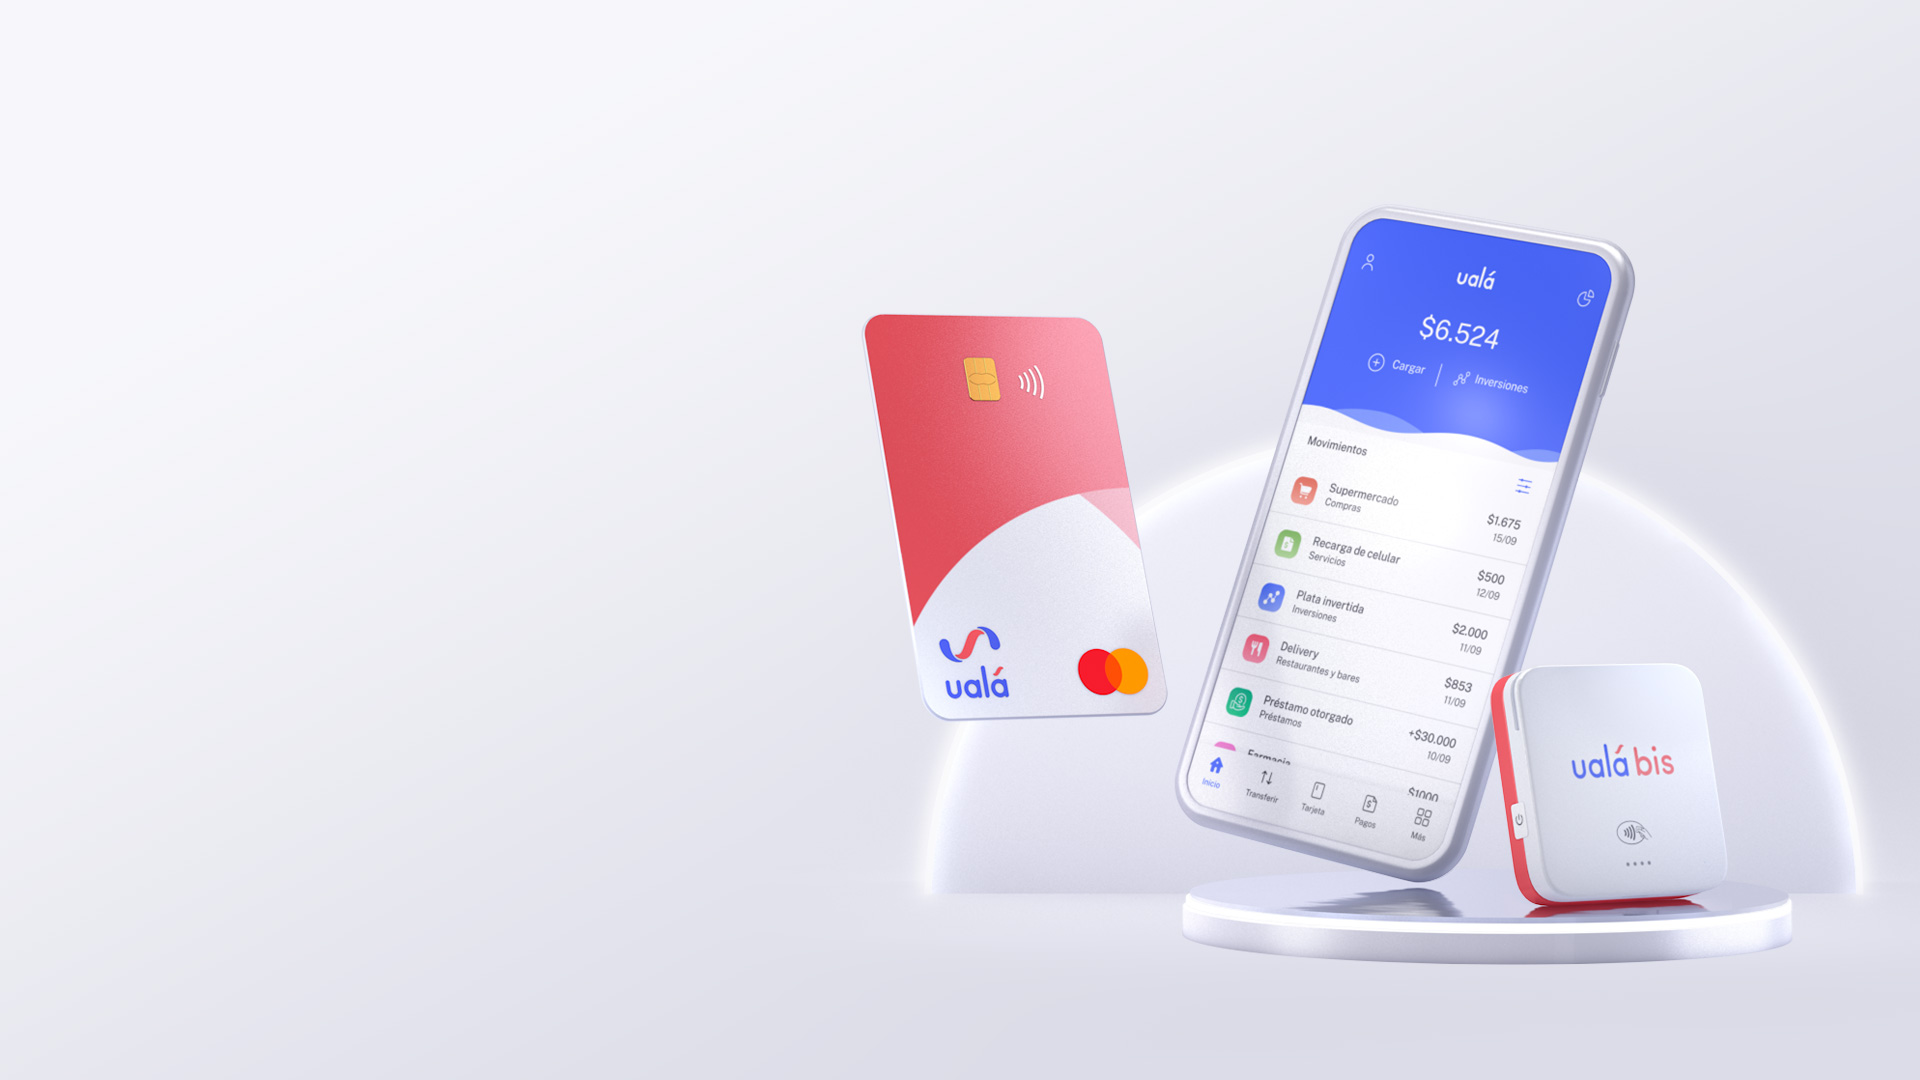 ualá
ualá
$6.524
Cargar
Inversiones
Movimientos
Supermercado
Compras
$1.675
15/09
Recarga de celular
Servicios
$500
12/09
Plata invertida
Inversiones
$2.000
11/09
Delivery
Restaurantes y bares
$853
11/09
Préstamo otorgado
Préstamos
+$30.000
10/09
Farmacia
$1000
Inicio
Transferir
Tarjeta
Pagos
Más
ualá bis